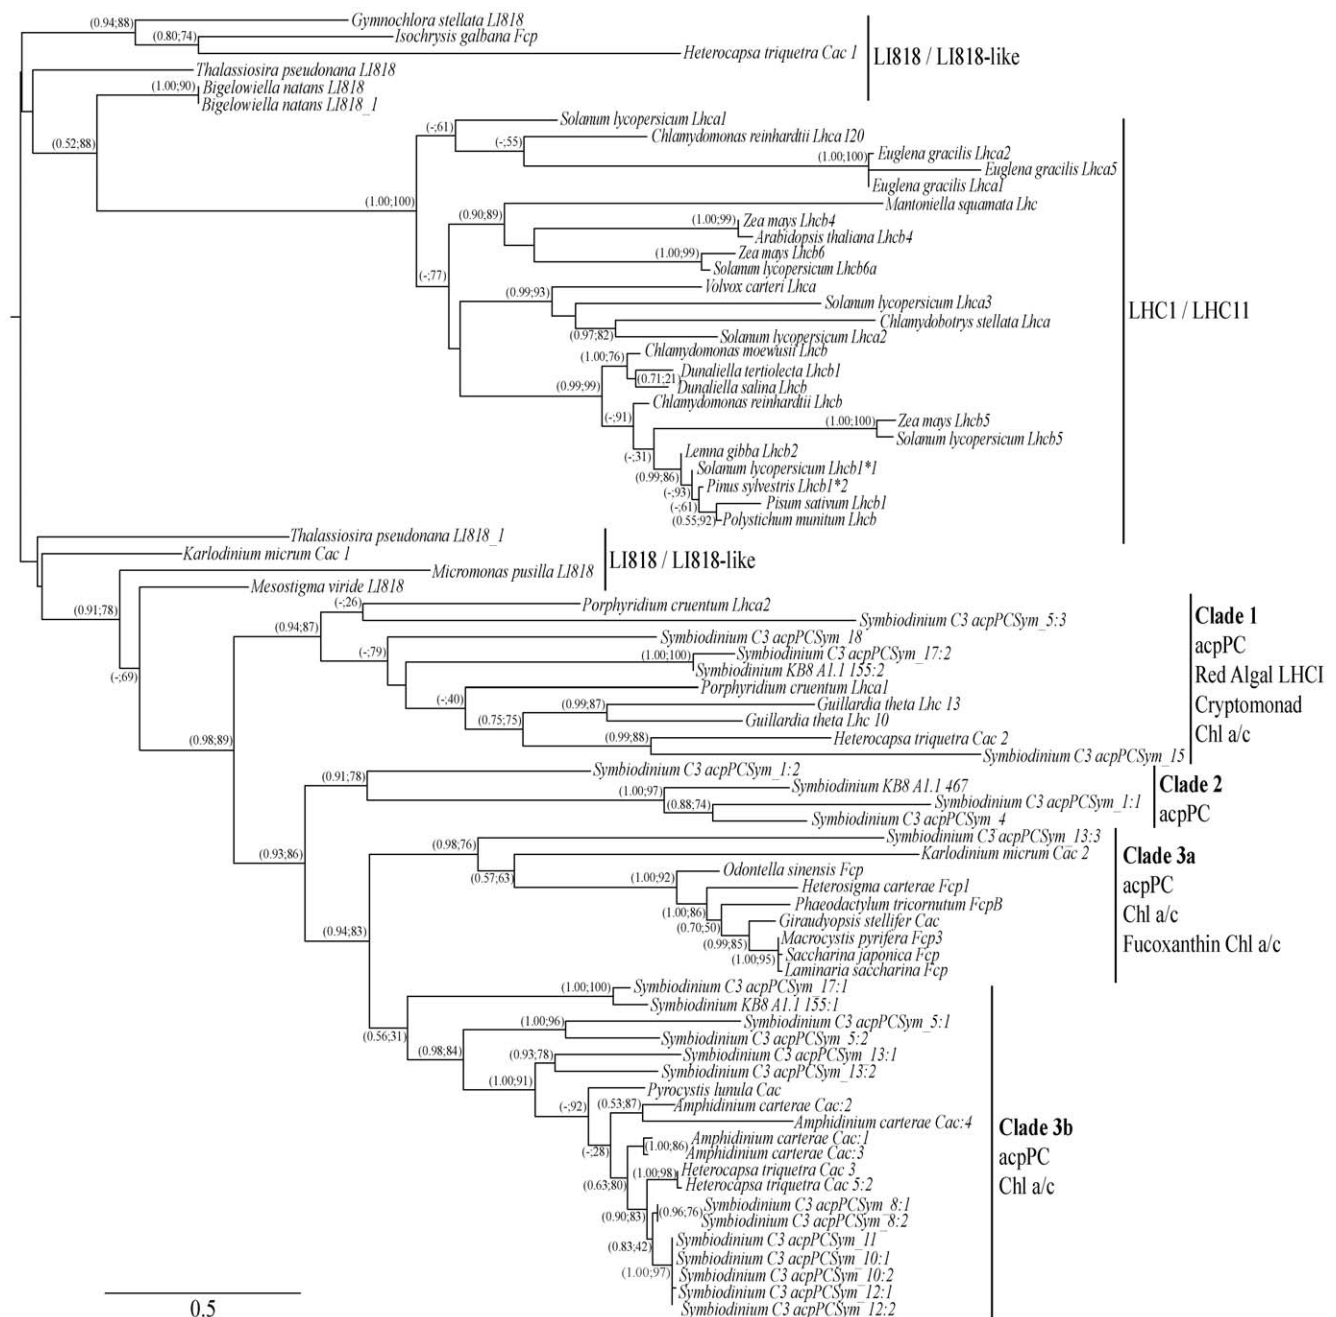 (0.94;88)
Gymnochlora stellata LI818
(0.80;74)
Isochrysis galbana Fcp
Heterocapsa triquetra Cac 1
LI818 / LI818-like
Thalassiosira pseudonana LI818
(1.00;90)
Bigelowiella natans LI818
Bigelowiella natans LI818_1
(0.52;88)
(-;61)
Solanum lycopersicum Lhca1
(-;55)
Chlamydomonas reinhardtii Lhca I20
(1.00;100)
Euglena gracilis Lhca2
Euglena gracilis Lhca5
Euglena gracilis Lhca1
(1.00;100)
(0.90;89)
Mantoniella squamata Lhc
(1.00;99)
Zea mays Lhcb4
Arabidopsis thaliana Lhcb4
(1.00;99)
Zea mays Lhcb6
Solanum lycopersicum Lhcb6a
(-;77)
(0.99;93)
Volvox carteri Lhca
Solanum lycopersicum Lhca3
LHC1 / LHC11
Chlamydobotrys stellata Lhca
(0.97;82)
Solanum lycopersicum Lhca2
(1.00;76)
Chlamydomonas moewusii Lhcb
Dunaliella tertiolecta Lhcb1
(0.71;21)
Dunaliella salina Lhcb
(0.99;99)
Chlamydomonas reinhardtii Lhcb
(-;91)
(1.00;100)
Zea mays Lhcb5
Solanum lycopersicum Lhcb5
(-;31)
Lemna gibba Lhcb2
Solanum lycopersicum Lhcb1*1
(0.99;86)
Pinus sylvestris Lhcb1*2
(-;93)
Pisum sativum Lhcb1
(-;61)
Polystichum munitum Lhcb
(0.55;92)
Thalassiosira pseudonana LI818_1
Karlodinium micrum Cac 1
LI818 / LI818-like
Micromonas pusilla LI818
Mesostigma viride LI818
(0.91;78)
(-;69)
(-;26)
Porphyridium cruentum Lhca2
Symbiodinium C3 acpPCSym_5:3
(0.94;87)
Symbiodinium C3 acpPCSym_18
(-;79)
Symbiodinium C3 acpPCSym_17:2
(1.00;100)
Symbiodinium KB8 A1.1 155:2
Porphyridium cruentum Lhca1
(-;40)
(0.99;87)
Guillardia theta Lhc 13
Guillardia theta Lhc 10
(0.75;75)
(0.99;88)
Heterocapsa triquetra Cac 2
Symbiodinium C3 acpPCSym_15
Clade 1
acpPC
Red Algal LHCI
Cryptomonad
Chl a/c
(0.98;89)
(0.91;78)
Symbiodinium C3 acpPCSym_1:2
(1.00;97)
Symbiodinium KB8 A1.1 467
(0.88;74)
Symbiodinium C3 acpPCSym_1:1
Symbiodinium C3 acpPCSym_4
Clade 2
acpPC
(0.93;86)
(0.98;76)
Symbiodinium C3 acpPCSym_13:3
Karlodinium micrum Cac 2
(0.57;63)
(1.00;92)
Odontella sinensis Fcp
Heterosigma carterae Fcp1
(1.00;86)
Phaeodactylum tricornutum FcpB
(0.70;50)
Giraudyopsis stellifer Cac
(0.99;85)
Macrocystis pyrifera Fcp3
(1.00;95)
Saccharina japonica Fcp
Laminaria saccharina Fcp
Clade 3a
acpPC
Chl a/c
Fucoxanthin Chl a/c
(0.94;83)
(1.00;100)
Symbiodinium C3 acpPCSym_17:1
Symbiodinium KB8 A1.1 155:1
(0.56;31)
(1.00;96)
Symbiodinium C3 acpPCSym_5:1
Symbiodinium C3 acpPCSym_5:2
(0.98;84)
(0.93;78)
Symbiodinium C3 acpPCSym_13:1
Symbiodinium C3 acpPCSym_13:2
(1.00;91)
Pyrocystis lunula Cac
(-;92)
(0.53;87)
Amphidinium carterae Cac:2
Amphidinium carterae Cac:4
(-;28)
Amphidinium carterae Cac:1
(1.00;86)
Amphidinium carterae Cac:3
(0.63;80)
(1.00;98)
Heterocapsa triquetra Cac 3
Heterocapsa triquetra Cac 5:2
(0.90;83)
Symbiodinium C3 acpPCSym_8:1
(0.96;76)
Symbiodinium C3 acpPCSym_8:2
(0.83;42)
Symbiodinium C3 acpPCSym_11
Symbiodinium C3 acpPCSym_10:1
(1.00;97)
Symbiodinium C3 acpPCSym_10:2
Symbiodinium C3 acpPCSym_12:1
Symbiodinium C3 acpPCSym_12:2
Clade 3b
acpPC
Chl a/c
0.5